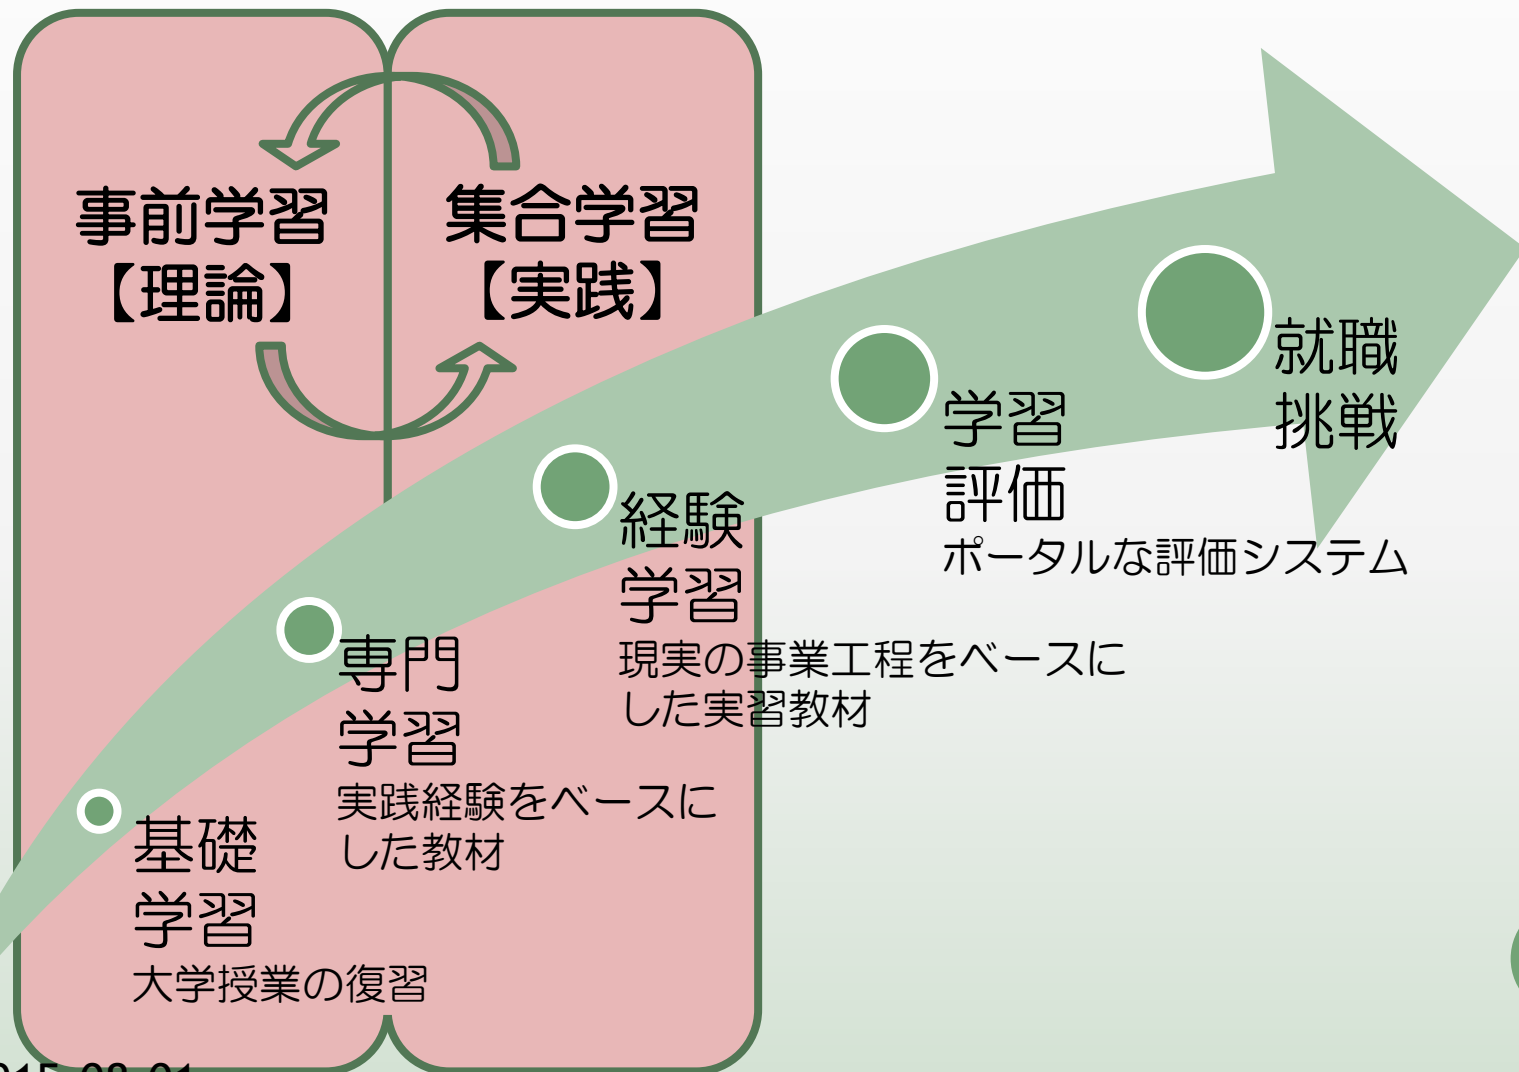 事前学習
【理論】
集合学習
【実践】
就職
挑戦
学習
評価
ポータルな評価システム
経験
学習
現実の事業工程をベースに
した実習教材
専門
学習
実践経験をベースに
した教材
基礎
学習
大学授業の復習